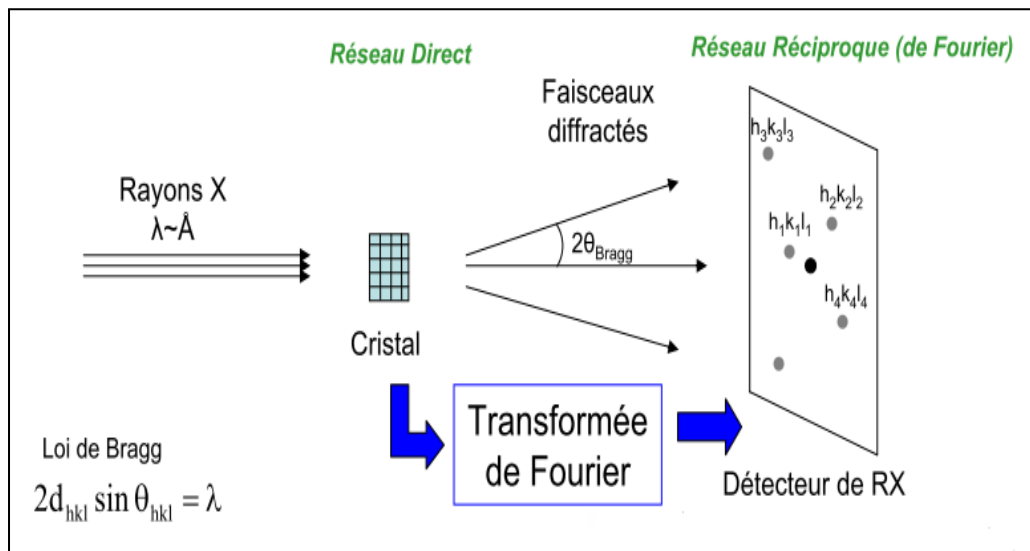 Réseau Direct
Réseau Réciproque (de Fourier)
Faisceaux
diffractés
Rayons X
λ~Å
2θBragg
h₃k₃l₃
h₂k₂l₂
h₁k₁l₁
h₄k₄l₄
Cristal
Transformée
de Fourier
Détecteur de RX
Loi de Bragg
2dhkl sin θhkl = λ